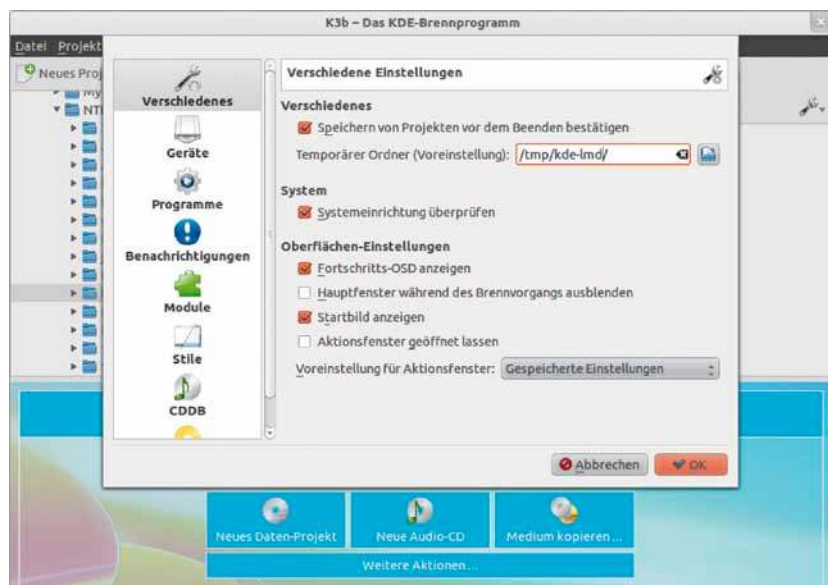 K3b – Das KDE-Brennprogramm
Datei Projekt
Neues Proj
My
NTI
Verschiedenes
Geräte
Programme
Benachrichtigungen
Module
Stile
CDDB
Verschiedene Einstellungen
Verschiedenes
Speichern von Projekten vor dem Beenden bestätigen
Temporärer Ordner (Voreinstellung): /tmp/kde-lmd/
System
Systemeinrichtung überprüfen
Oberflächen-Einstellungen
Fortschritts-OSD anzeigen
Hauptfenster während des Brennvorgangs ausblenden
Startbild anzeigen
Aktionsfenster geöffnet lassen
Voreinstellung für Aktionsfenster: Gespeicherte Einstellungen
Abbrechen OK
Neues Daten-Projekt Neue Audio-CD Medium kopieren ...
Weitere Aktionen ...